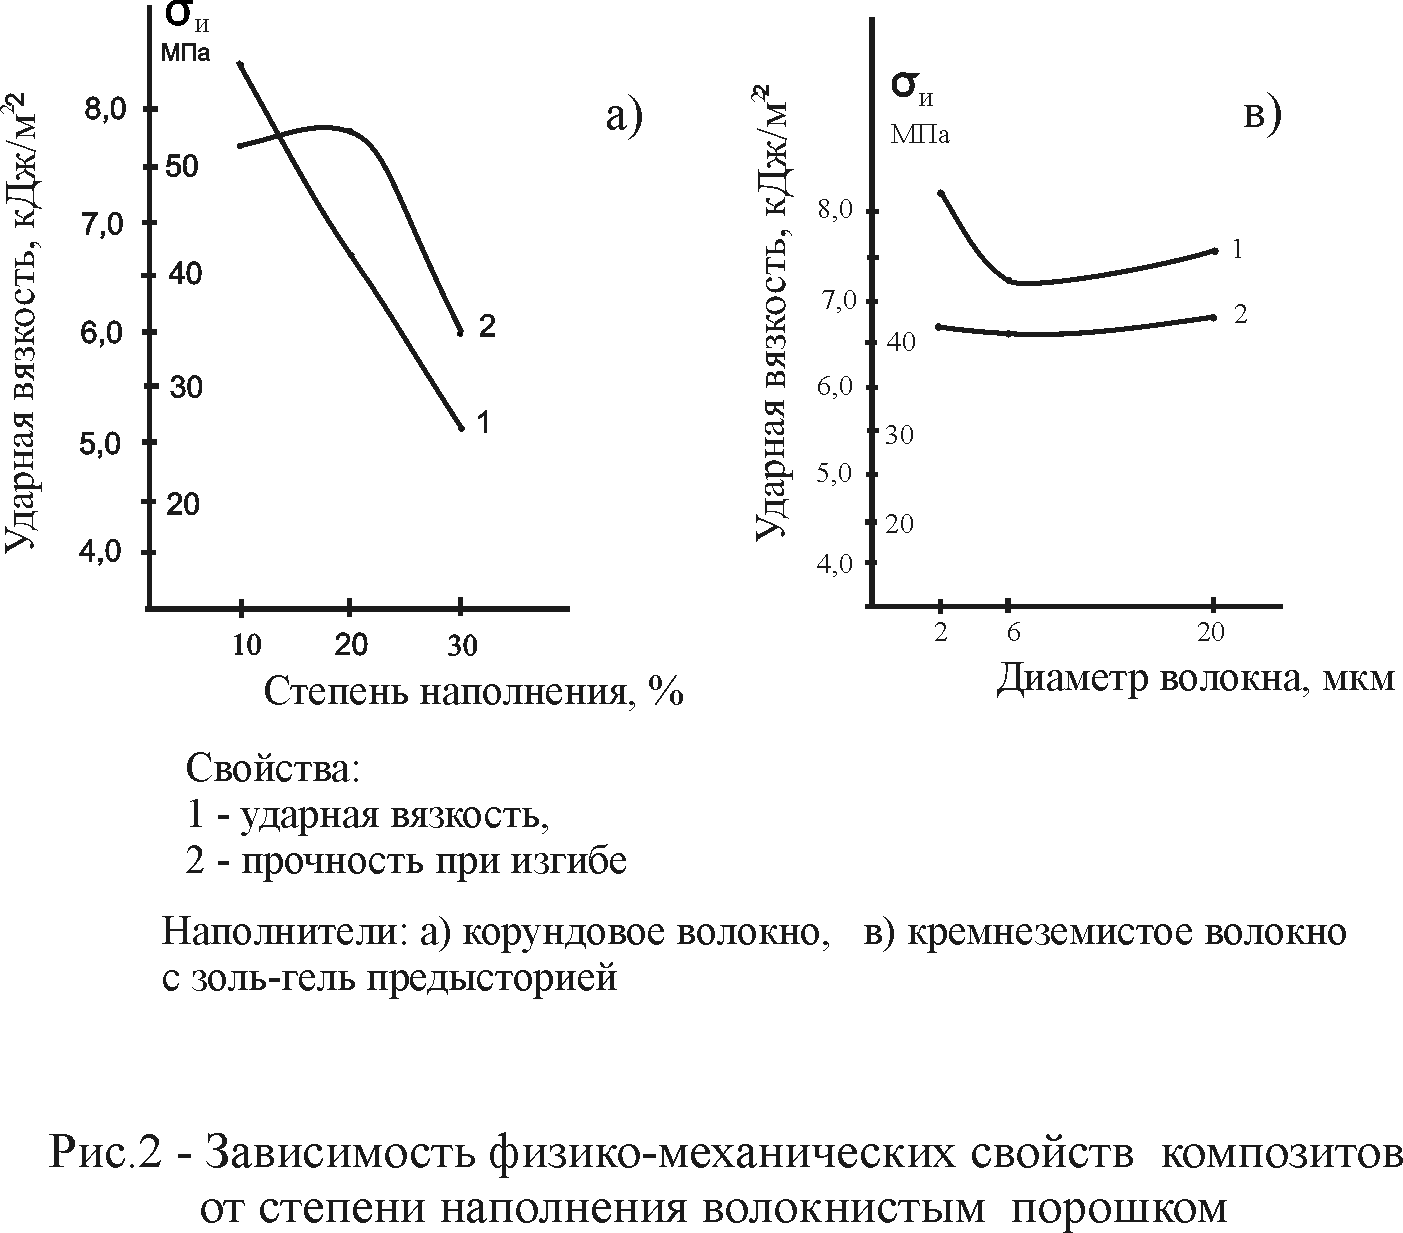 σи
МПа
Ударная вязкость, кДж/м²
8,0
50
7,0
40
6,0
30
5,0
20
4,0
10
20
30
Степень наполнения, %
а)
2
1
σи
МПа
Ударная вязкость, кДж/м²
8,0
7,0
40
6,0
30
5,0
20
4,0
2
6
20
Диаметр волокна, мкм
в)
1
2
Свойства:
1 - ударная вязкость,
2 - прочность при изгибе
Наполнители: а) корундовое волокно, в) кремнеземистое волокно
с золь-гель предысторией
Рис.2 - Зависимость физико-механических свойств композитов
от степени наполнения волокнистым порошком